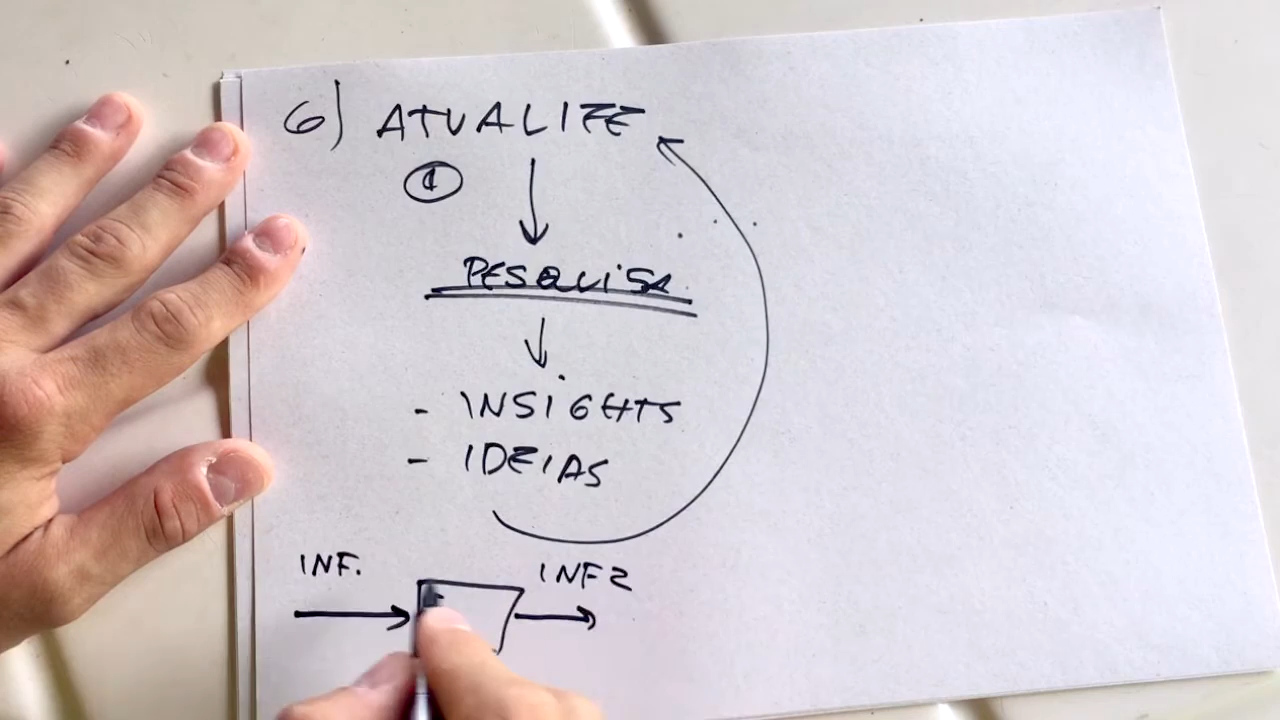 6) ATUALIZE
1
PESQUISA
- INSiGHTS
- IDEIAS
INF.
INF2